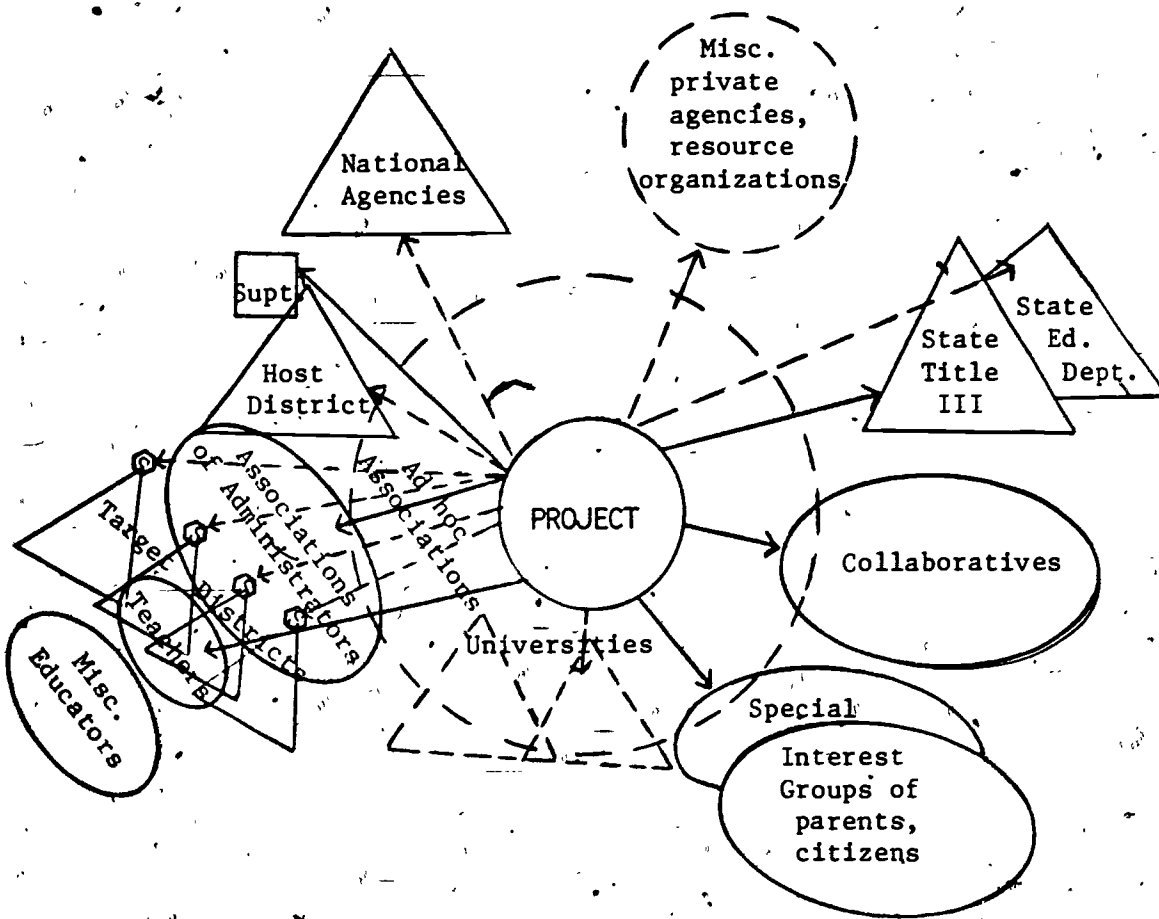 Misc.
private
agencies,
resource
organizations
National
Agencies
Supt.
State
Ed.
Dept.
State
Title
III
Host
District
Associations
of Administrators
Ad hoc
Associations
PROJECT
Target Districts
Collaboratives
Teachers
Universities
Misc.
Educators
Special
Interest
Groups of
parents,
citizens